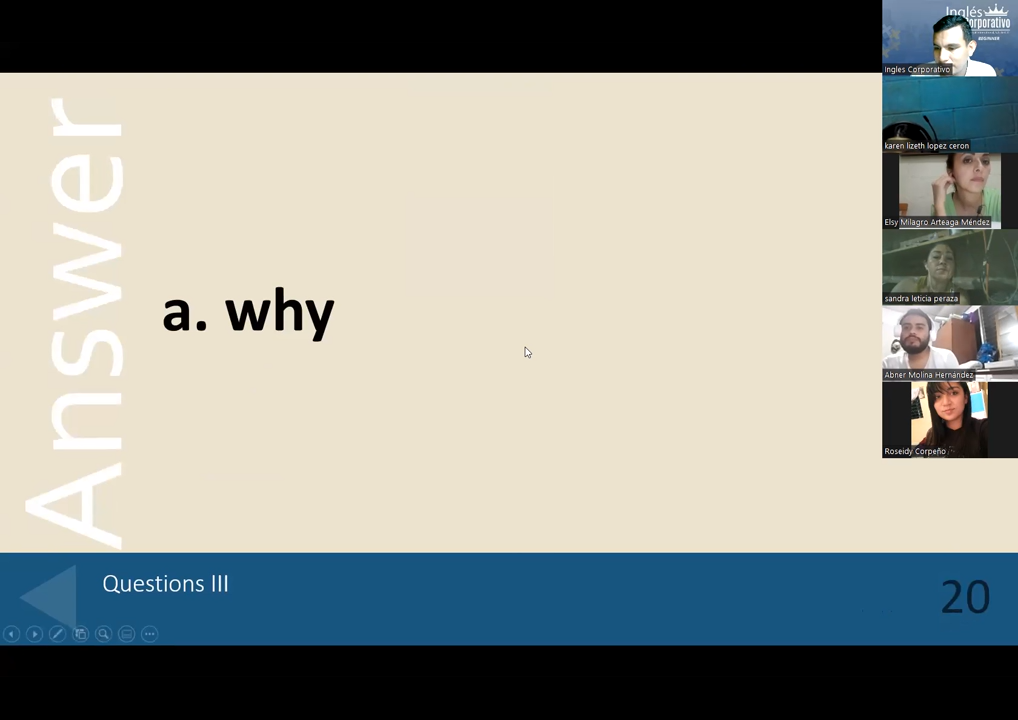 Answer
a. why
Questions III
20
Inglés
Corporativo
BEGINNER
Ingles Corporativo
karen lizeth lopez ceron
Elsy Milagro Arteaga Méndez
sandra leticia peraza
Abner Molina Hernández
Roseidy Corpeño